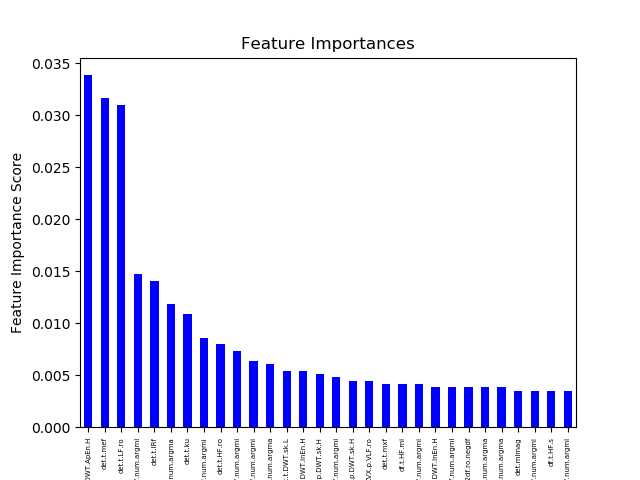 Feature Importances
Feature Importance Score
0.035
0.030
0.025
0.020
0.015
0.010
0.005
0.000
DWT.ApEn.H
det.t.mef
det.t.LF.ro
.num.argmi
det.t.iRf
.num.argma
det.t.ku
.num.argmi
det.t.HF.ro
.num.argmi
.num.argmi
.num.argma
.t.DWT.sk.L
DWT.InEn.H
p.DWT.sk.H
.num.argmi
p.DWT.sk.H
VX.p.VLF.ro
det.t.mxf
df.t.HF.mi
.num.argmi
DWT.InEn.H
.num.argmi
2df.ro.negdf
.num.argma
.num.argma
det.mimag
.num.argmi
df.t.HF.s
.num.argmi